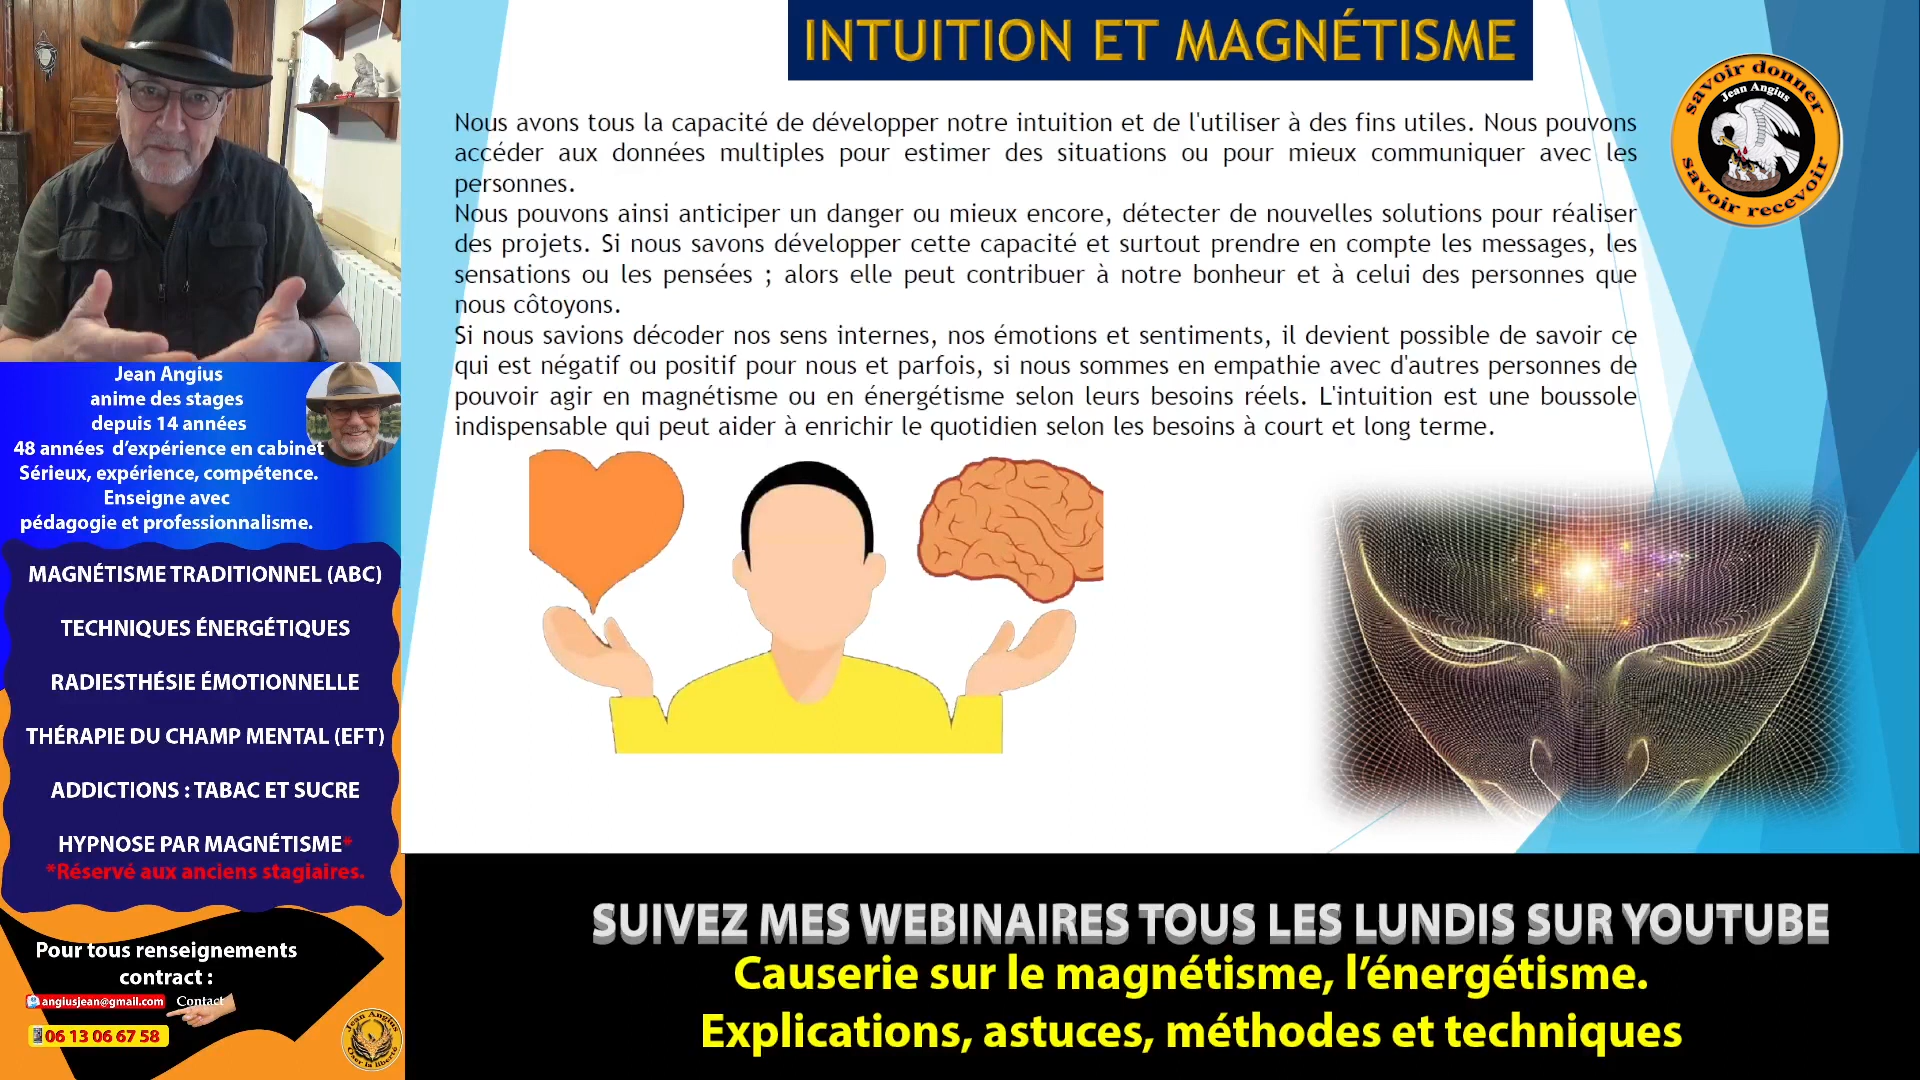 INTUITION ET MAGNÉTISME
savoir donner
Jean Angius
savoir recevoir
Nous avons tous la capacité de développer notre intuition et de l'utiliser à des fins utiles. Nous pouvons
accéder aux données multiples pour estimer des situations ou pour mieux communiquer avec les
personnes.
Nous pouvons ainsi anticiper un danger ou mieux encore, détecter de nouvelles solutions pour réaliser
des projets. Si nous savons développer cette capacité et surtout prendre en compte les messages, les
sensations ou les pensées ; alors elle peut contribuer à notre bonheur et à celui des personnes que
nous côtoyons.
Si nous savions décoder nos sens internes, nos émotions et sentiments, il devient possible de savoir ce
qui est négatif ou positif pour nous et parfois, si nous sommes en empathie avec d'autres personnes de
pouvoir agir en magnétisme ou en énergétisme selon leurs besoins réels. L'intuition est une boussole
indispensable qui peut aider à enrichir le quotidien selon les besoins à court et long terme.
Jean Angius
anime des stages
depuis 14 années
48 années d’expérience en cabinet
Sérieux, expérience, compétence.
Enseigne avec
pédagogie et professionnalisme.
MAGNÉTISME TRADITIONNEL (ABC)
TECHNIQUES ÉNERGÉTIQUES
RADIESTHÉSIE ÉMOTIONNELLE
THÉRAPIE DU CHAMP MENTAL (EFT)
ADDICTIONS : TABAC ET SUCRE
HYPNOSE PAR MAGNÉTISME*
*Réservé aux anciens stagiaires.
Pour tous renseignements
contract :
angiusjean@gmail.com
Contact
06 13 06 67 58
Jean Angius
Oser la liberté
SUIVEZ MES WEBINAIRES TOUS LES LUNDIS SUR YOUTUBE
Causerie sur le magnétisme, l’énergétisme.
Explications, astuces, méthodes et techniques